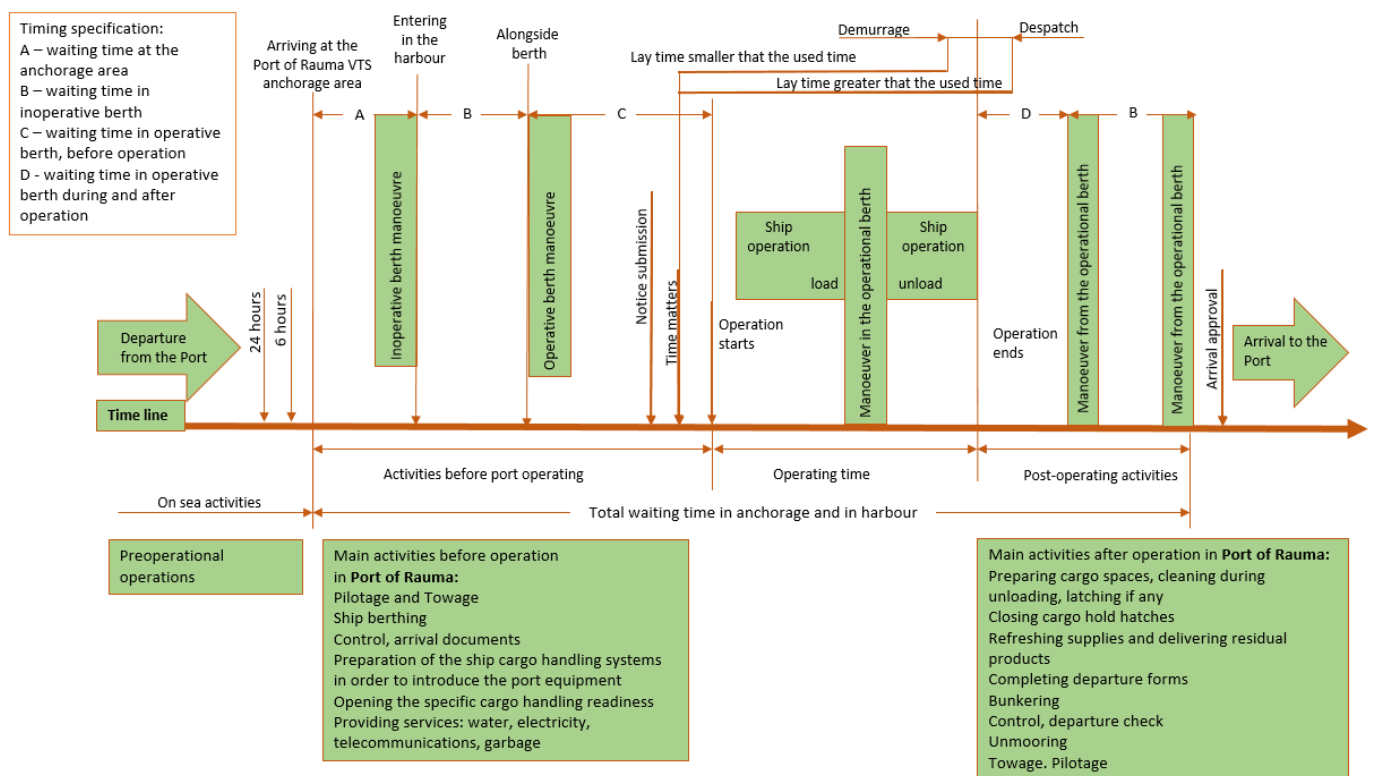 Timing specification:
A – waiting time at the
anchorage area
B – waiting time in
inoperative berth
C – waiting time in operative
berth, before operation
D - waiting time in operative
berth during and after
operation
Arriving at the
Port of Rauma VTS
anchorage area
Entering
in the
harbour
Alongside
berth
Demurrage
Despatch
Lay time smaller that the used time
Lay time greater that the used time
A
B
C
D
B
Departure
from the Port
24 hours
6 hours
Inoperative berth manoeuvre
Operative berth manoeuvre
Notice submission
Time matters
Operation
starts
Ship
operation
load
Manoeuver in the operational berth
Ship
operation
unload
Operation
ends
Manoeuver from the operational berth
Manoeuver from the operational berth
Arrival approval
Arrival to the
Port
Time line
Activities before port operating
Operating time
Post-operating activities
On sea activities
Total waiting time in anchorage and in harbour
Preoperational
operations
Main activities before operation
in Port of Rauma:
Pilotage and Towage
Ship berthing
Control, arrival documents
Preparation of the ship cargo handling systems
in order to introduce the port equipment
Opening the specific cargo handling readiness
Providing services: water, electricity,
telecommunications, garbage
Main activities after operation in Port of Rauma:
Preparing cargo spaces, cleaning during
unloading, latching if any
Closing cargo hold hatches
Refreshing supplies and delivering residual
products
Completing departure forms
Bunkering
Control, departure check
Unmooring
Towage. Pilotage